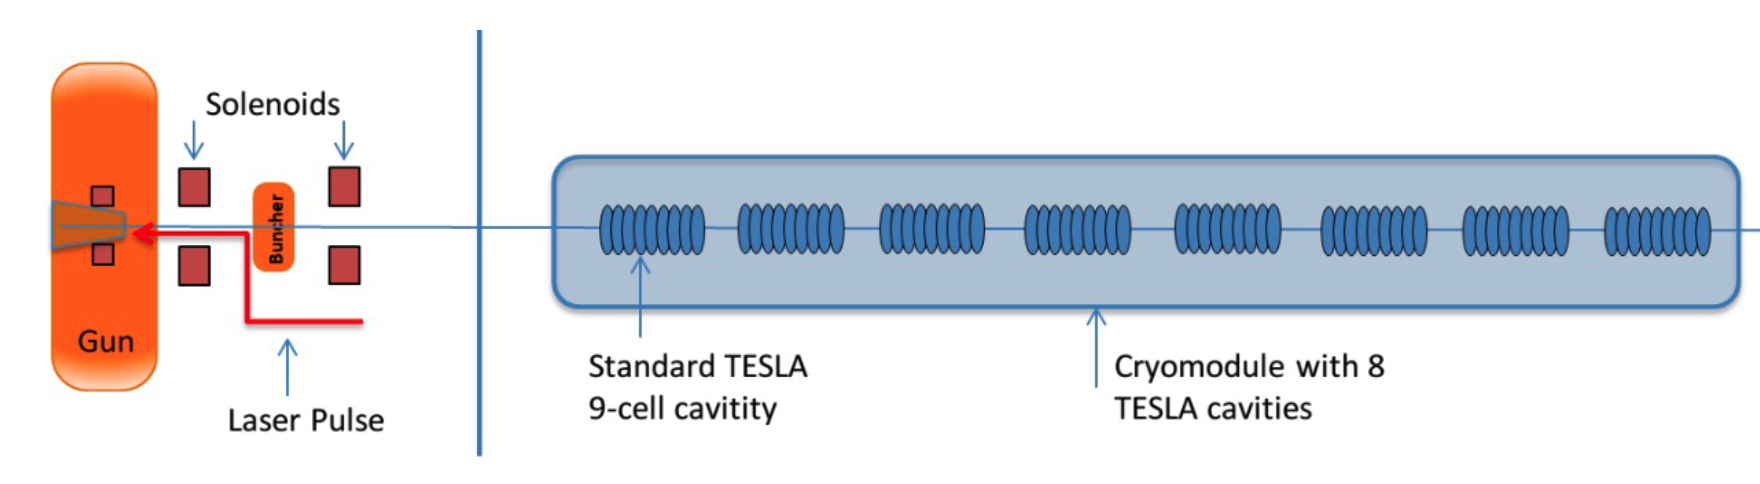 Solenoids
Buncher
Gun
Laser Pulse
Standard TESLA
9-cell cavitity
Cryomodule with 8
TESLA cavities